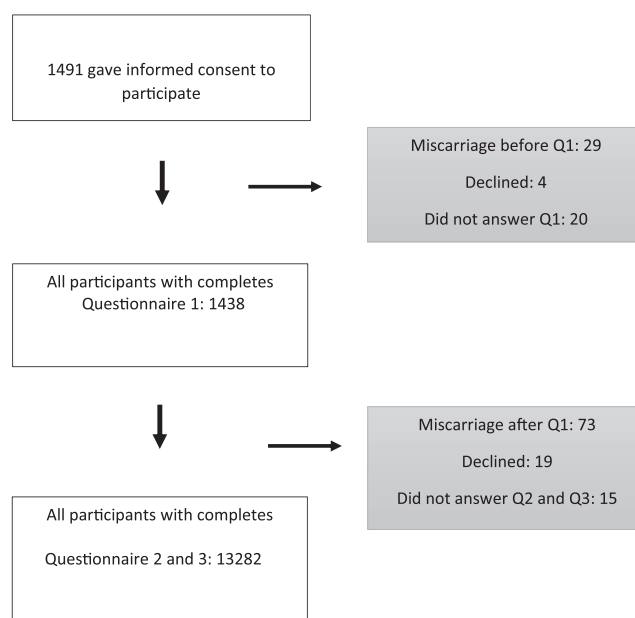 1491 gave informed consent to
participate
Miscarriage before Q1: 29
Declined: 4
Did not answer Q1: 20
All participants with completes
Questionnaire 1: 1438
Miscarriage after Q1: 73
Declined: 19
Did not answer Q2 and Q3: 15
All participants with completes
Questionnaire 2 and 3: 13282